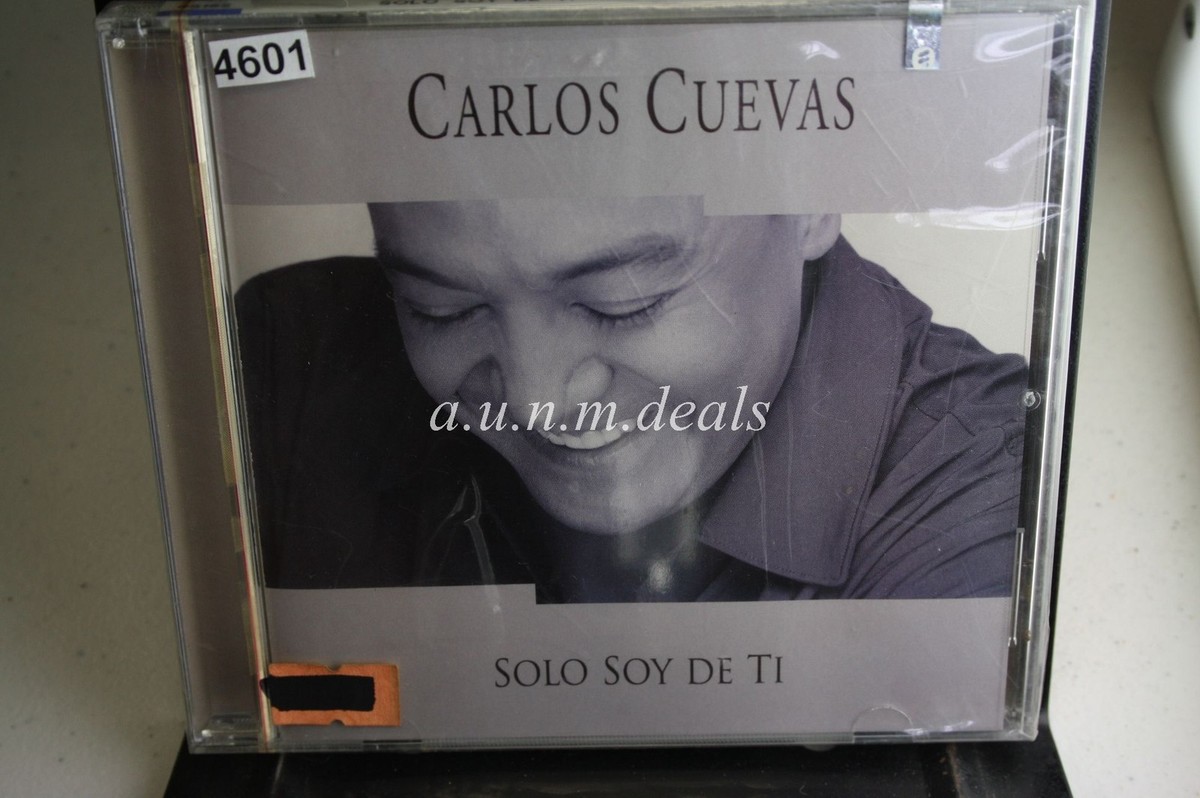 4601
CARLOS CUEVAS
a.u.n.m.deals
SOLO SOY DE TI